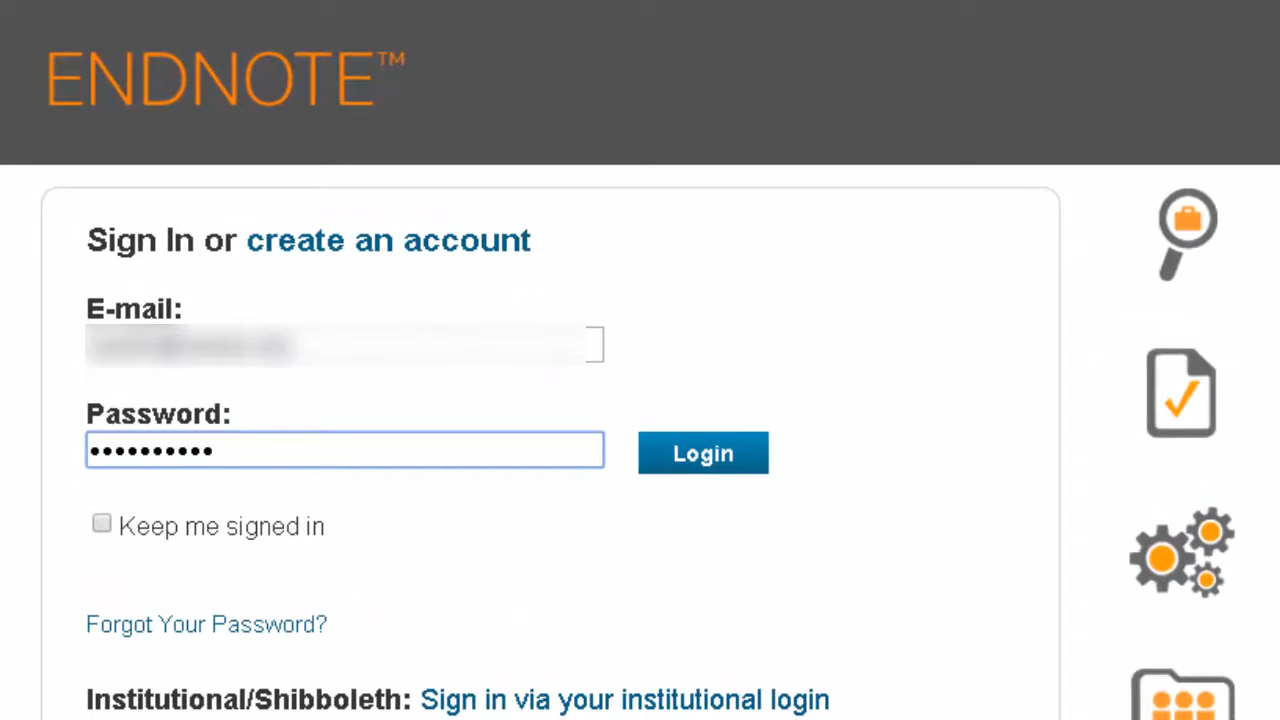 ENDNOTE™
Sign In or create an account
E-mail:
Password:
••••••••••
Login
Keep me signed in
Forgot Your Password?
Institutional/Shibboleth: Sign in via your institutional login